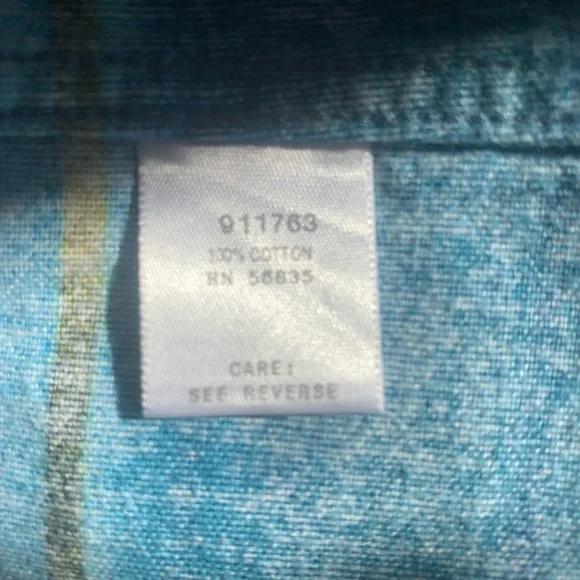 911763
100% COTTON
RN 56835
CARE:
SEE REVERSE